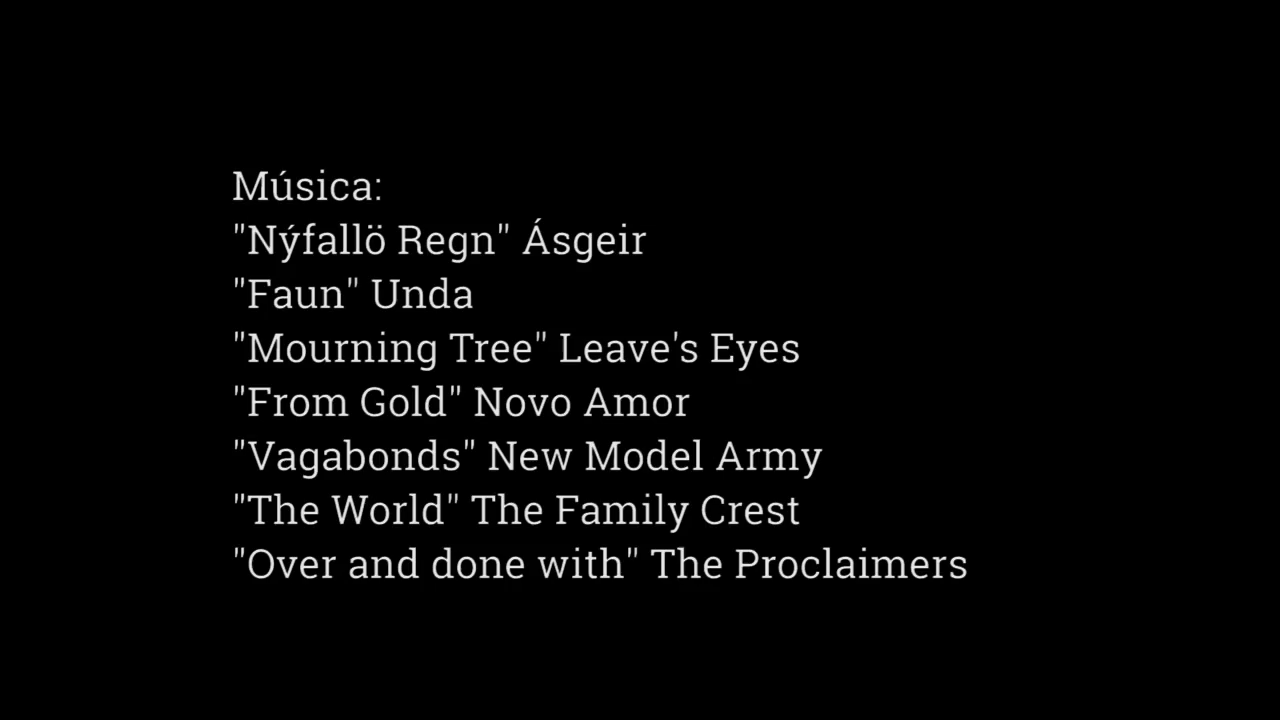 Música:
"Nýfallö Regn" Ásgeir
"Faun" Unda
"Mourning Tree" Leave's Eyes
"From Gold" Novo Amor
"Vagabonds" New Model Army
"The World" The Family Crest
"Over and done with" The Proclaimers